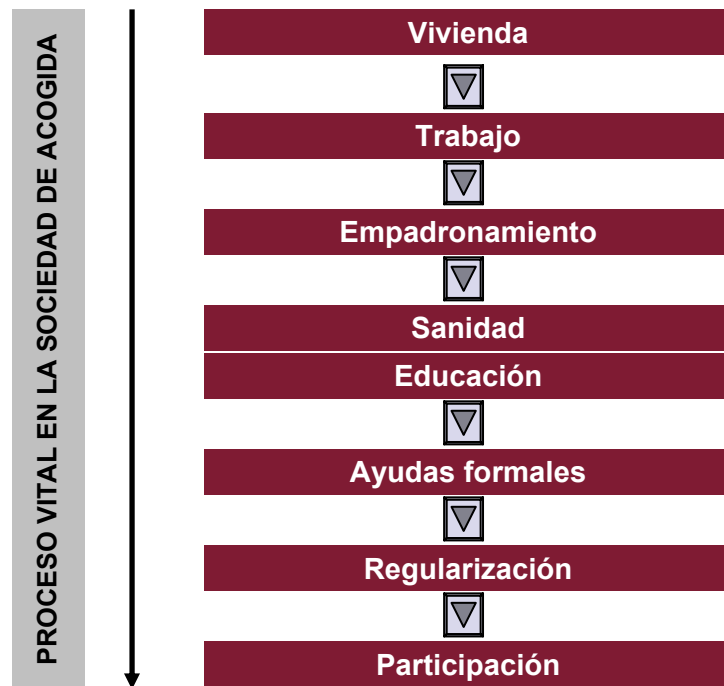 PROCESO VITAL EN LA SOCIEDAD DE ACOGIDA
Vivienda
Trabajo
Empadronamiento
Sanidad
Educación
Ayudas formales
Regularización
Participación